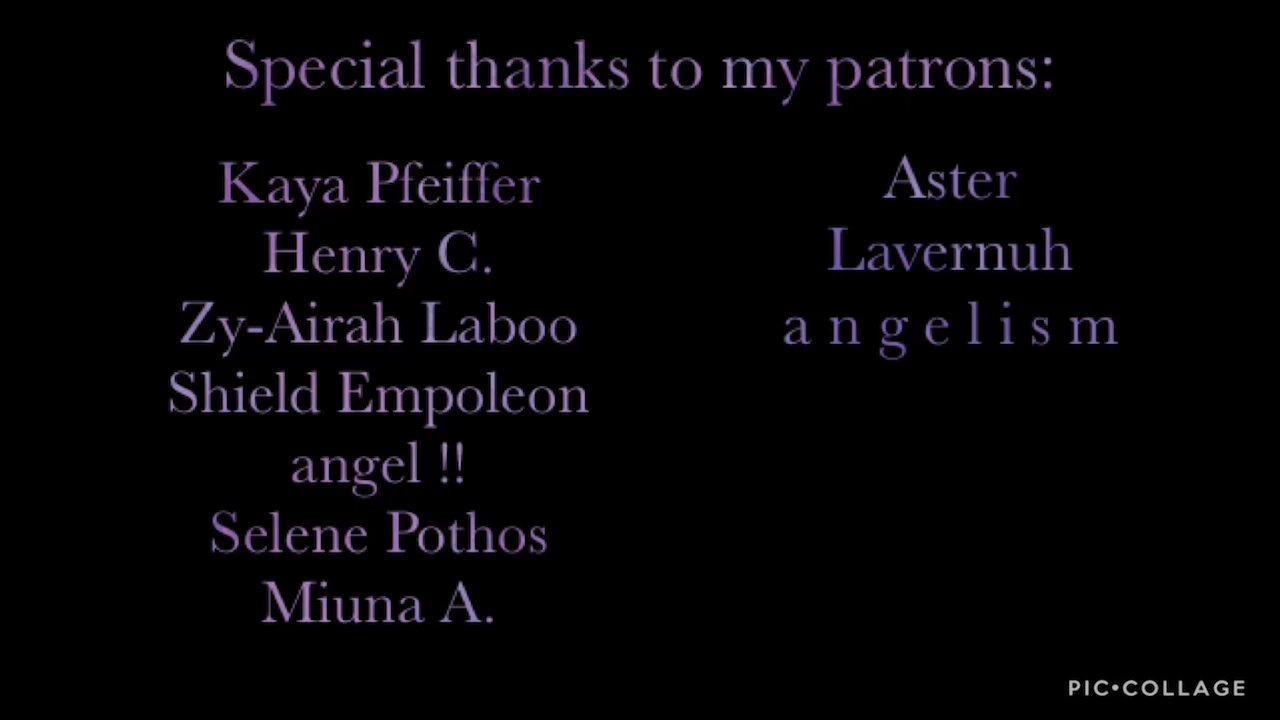 Special thanks to my patrons:
Kaya Pfeiffer
Henry C.
Zy-Airah Laboo
Shield Empoleon
angel !!
Selene Pothos
Miuna A.
Aster
Lavernuh
a n g e l i s m
PIC•COLLAGE